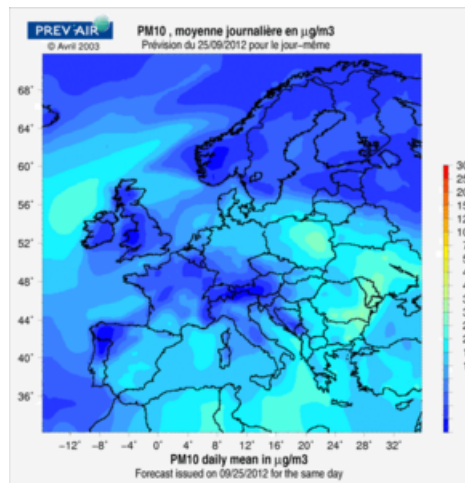 PREV'AIR
© Avril 2003
PM10 , moyenne journalière en µg/m3
Prévision du 25/09/2012 pour le jour-même
68°
64°
60°
56°
52°
48°
44°
40°
36°
−12° −8° −4° 0° 4° 8° 12° 16° 20° 24° 28° 32°
PM10 daily mean in µg/m3
Forecast issued on 09/25/2012 for the same day